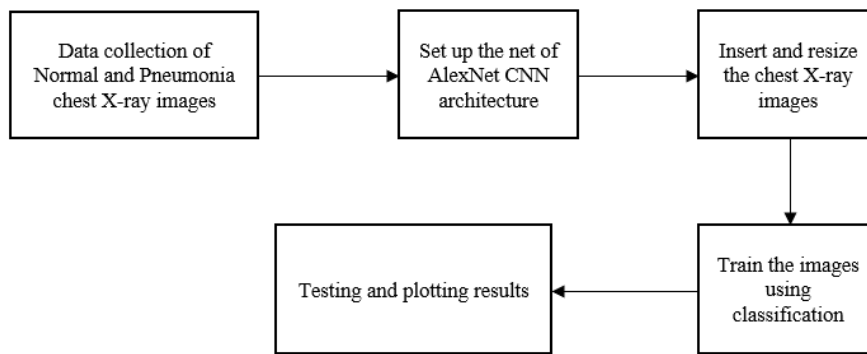 Data collection of
Normal and Pneumonia
chest X-ray images
Set up the net of
AlexNet CNN
architecture
Insert and resize
the chest X-ray
images
Train the images
using
classification
Testing and plotting results